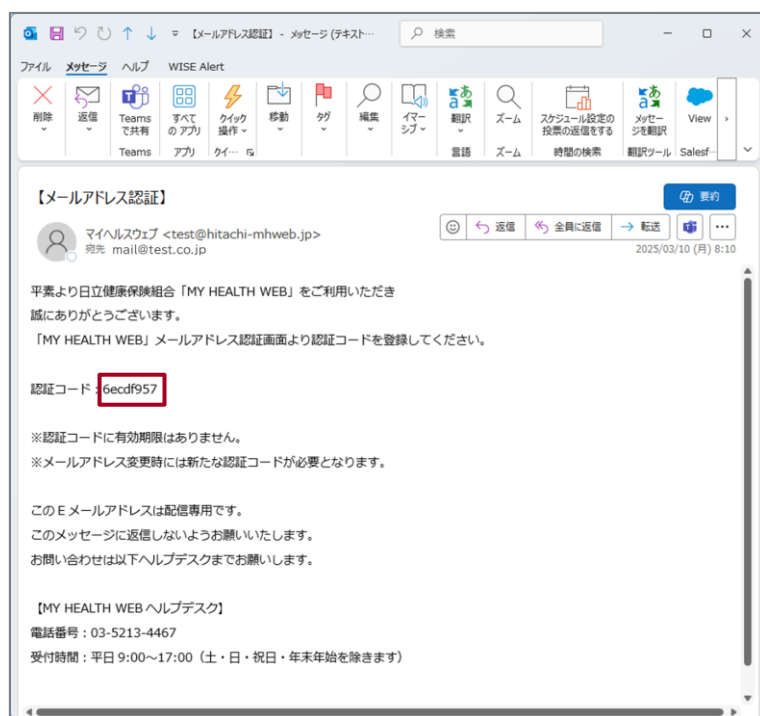 【メールアドレス認証】 - メッセージ (テキスト…
検索
ファイル メッセージ ヘルプ WISE Alert
削除
返信
Teams
で共有
すべて
のアプリ
クイック
操作
移動
タグ
編集
イマー
シブ
翻訳
ズーム
スケジュール設定の
投票の返信をする
メッセー
ジを翻訳
View
Teams アプリ クイ… 言語 ズーム 時間の検索 翻訳ツール Salesf…
【メールアドレス認証】
要約
マイヘルスウェブ <test@hitachi-mhweb.jp>
宛先 mail@test.co.jp
返信 全員に返信 転送
2025/03/10 (月) 8:10
平素より日立健康保険組合「MY HEALTH WEB」をご利用いただき
誠にありがとうございます。
「MY HEALTH WEB」メールアドレス認証画面より認証コードを登録してください。
認証コード：6ecdf957
※認証コードに有効期限はありません。
※メールアドレス変更時には新たな認証コードが必要となります。
このEメールアドレスは配信専用です。
このメッセージに返信しないようお願いいたします。
お問い合わせは以下ヘルプデスクまでお願いします。
【MY HEALTH WEB ヘルプデスク】
電話番号：03-5213-4467
受付時間：平日 9:00～17:00（土・日・祝日・年末年始を除きます）